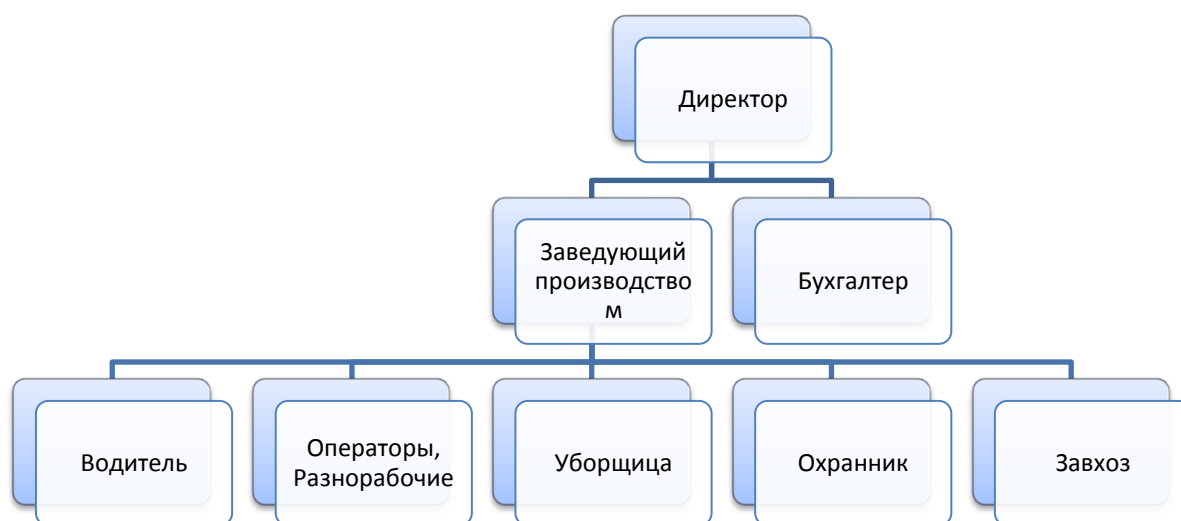 Директор
Заведующий
производство
м
Бухгалтер
Водитель
Операторы,
Разнорабочие
Уборщица
Охранник
Завхоз